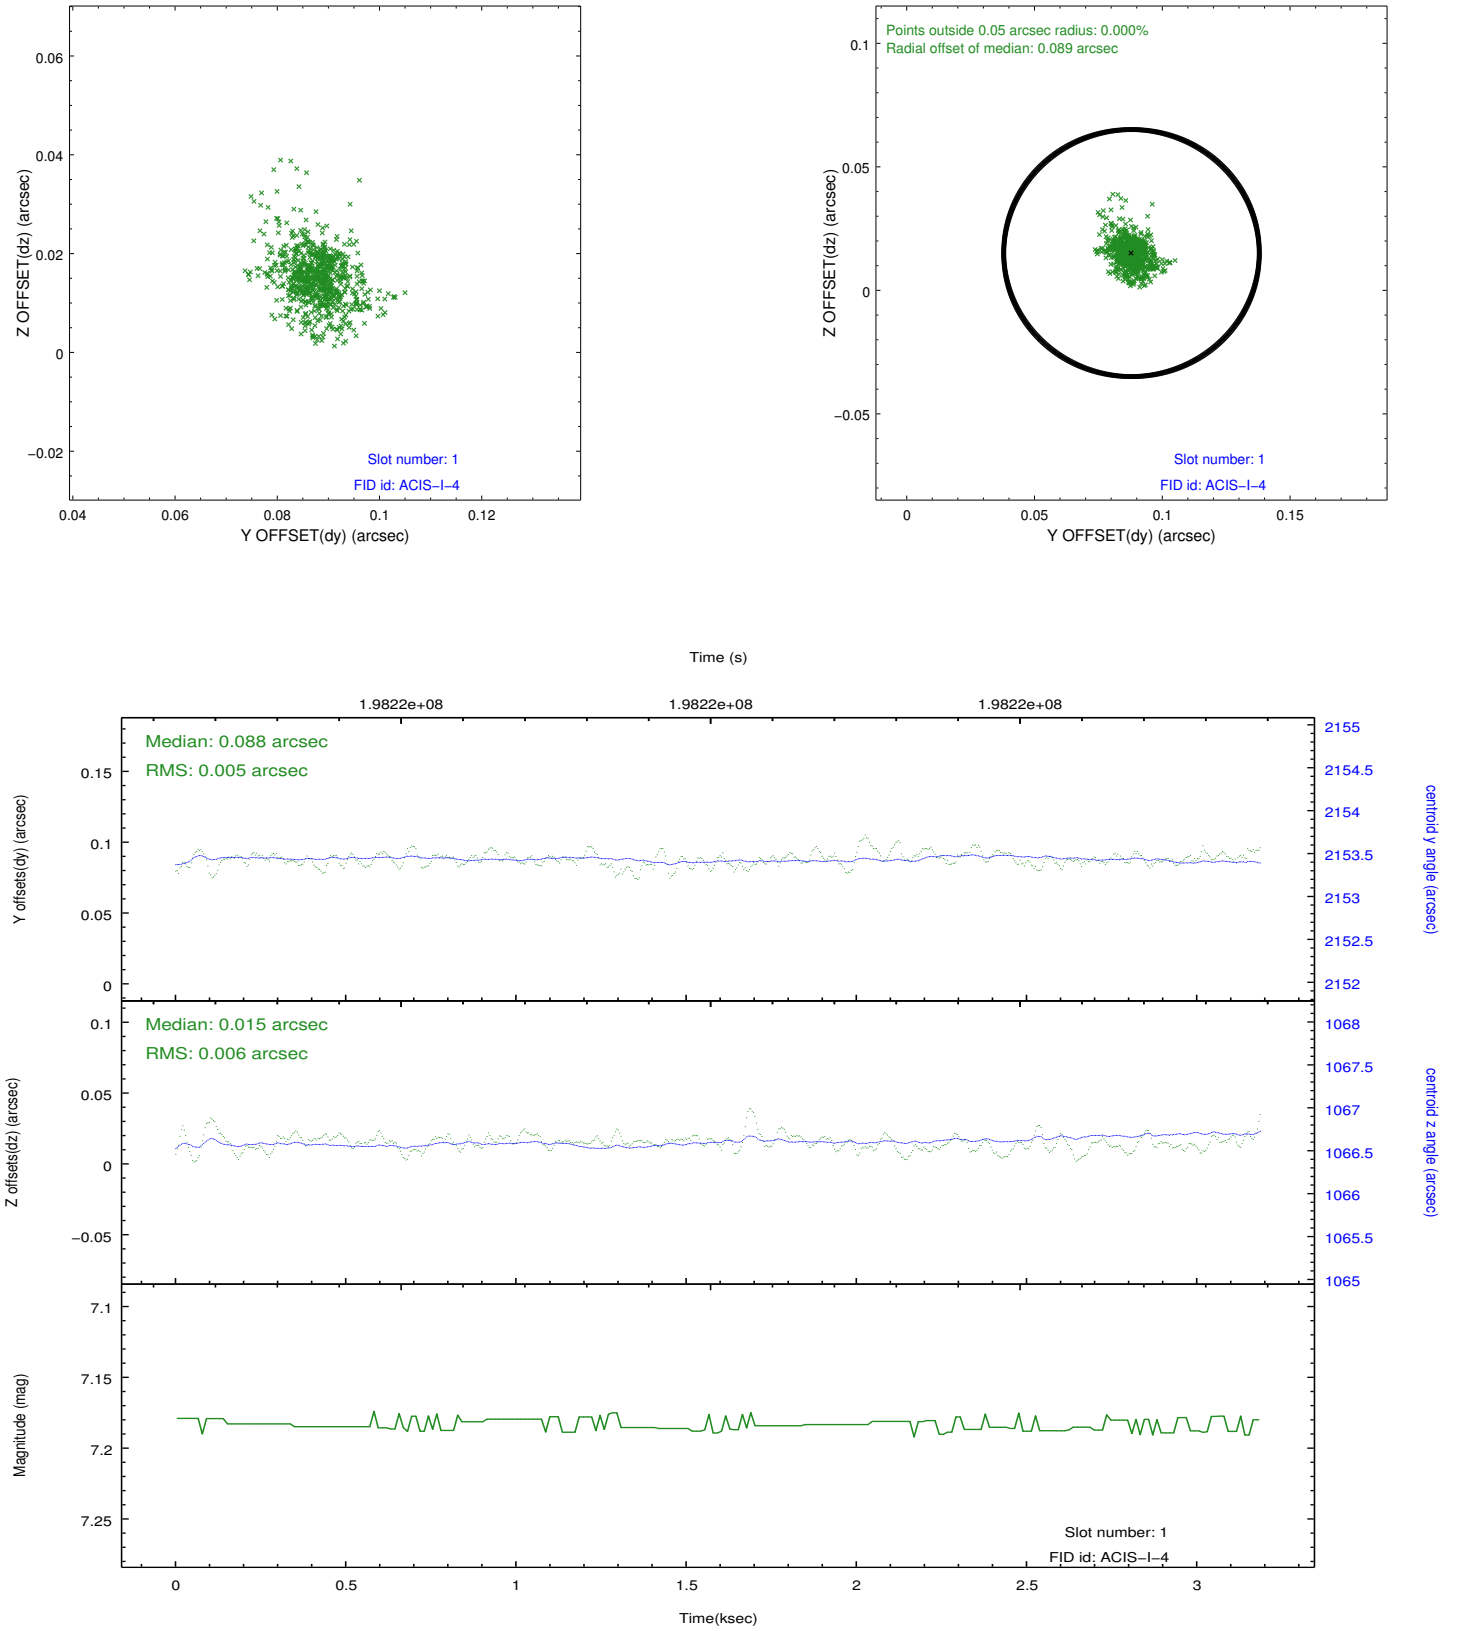 0.06
0.04
0.02
0
−0.02
Z OFFSET(dz) (arcsec)
Slot number: 1
FID id: ACIS−I−4
0.04 0.06 0.08 0.1 0.12
Y OFFSET(dy) (arcsec)
Points outside 0.05 arcsec radius: 0.000%
Radial offset of median: 0.089 arcsec
0.1
0.05
0
−0.05
Z OFFSET(dz) (arcsec)
Slot number: 1
FID id: ACIS−I−4
0 0.05 0.1 0.15
Y OFFSET(dy) (arcsec)
Time (s)
1.9822e+08 1.9822e+08 1.9822e+08
Median: 0.088 arcsec
RMS: 0.005 arcsec
0.15
0.1
0.05
0
Y offsets(dy) (arcsec)
2155
2154.5
2154
2153.5
2153
2152.5
2152
centroid y angle (arcsec)
Median: 0.015 arcsec
RMS: 0.006 arcsec
0.1
0.05
0
−0.05
Z offsets(dz) (arcsec)
1068
1067.5
1067
1066.5
1066
1065.5
1065
centroid z angle (arcsec)
7.1
7.15
7.2
7.25
Magnitude (mag)
Slot number: 1
FID id: ACIS−I−4
0 0.5 1 1.5 2 2.5 3
Time(ksec)